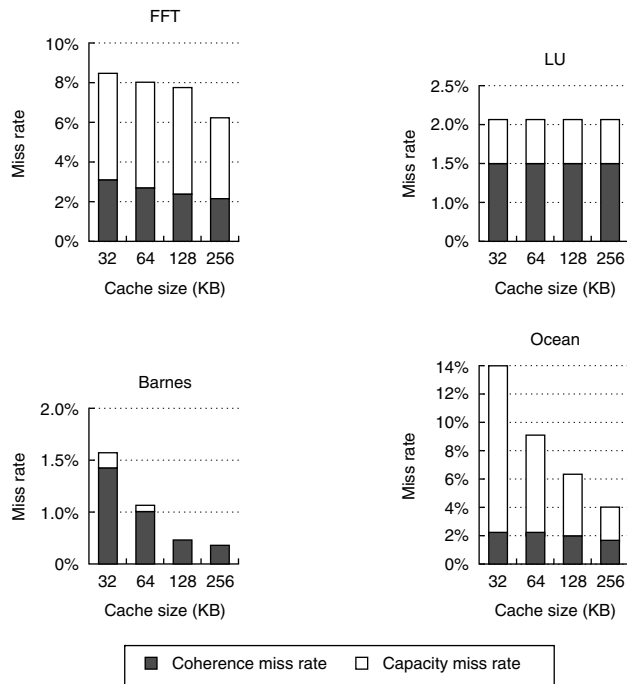 FFT
10%
8%
6%
4%
2%
0%
Miss rate
32 64 128 256
Cache size (KB)
LU
2.5%
2.0%
1.5%
1.0%
0%
Miss rate
32 64 128 256
Cache size (KB)
Barnes
2.0%
1.5%
1.0%
0%
Miss rate
32 64 128 256
Cache size (KB)
Ocean
14%
12%
10%
8%
6%
4%
2%
0%
Miss rate
32 64 128 256
Cache size (KB)
Coherence miss rate Capacity miss rate